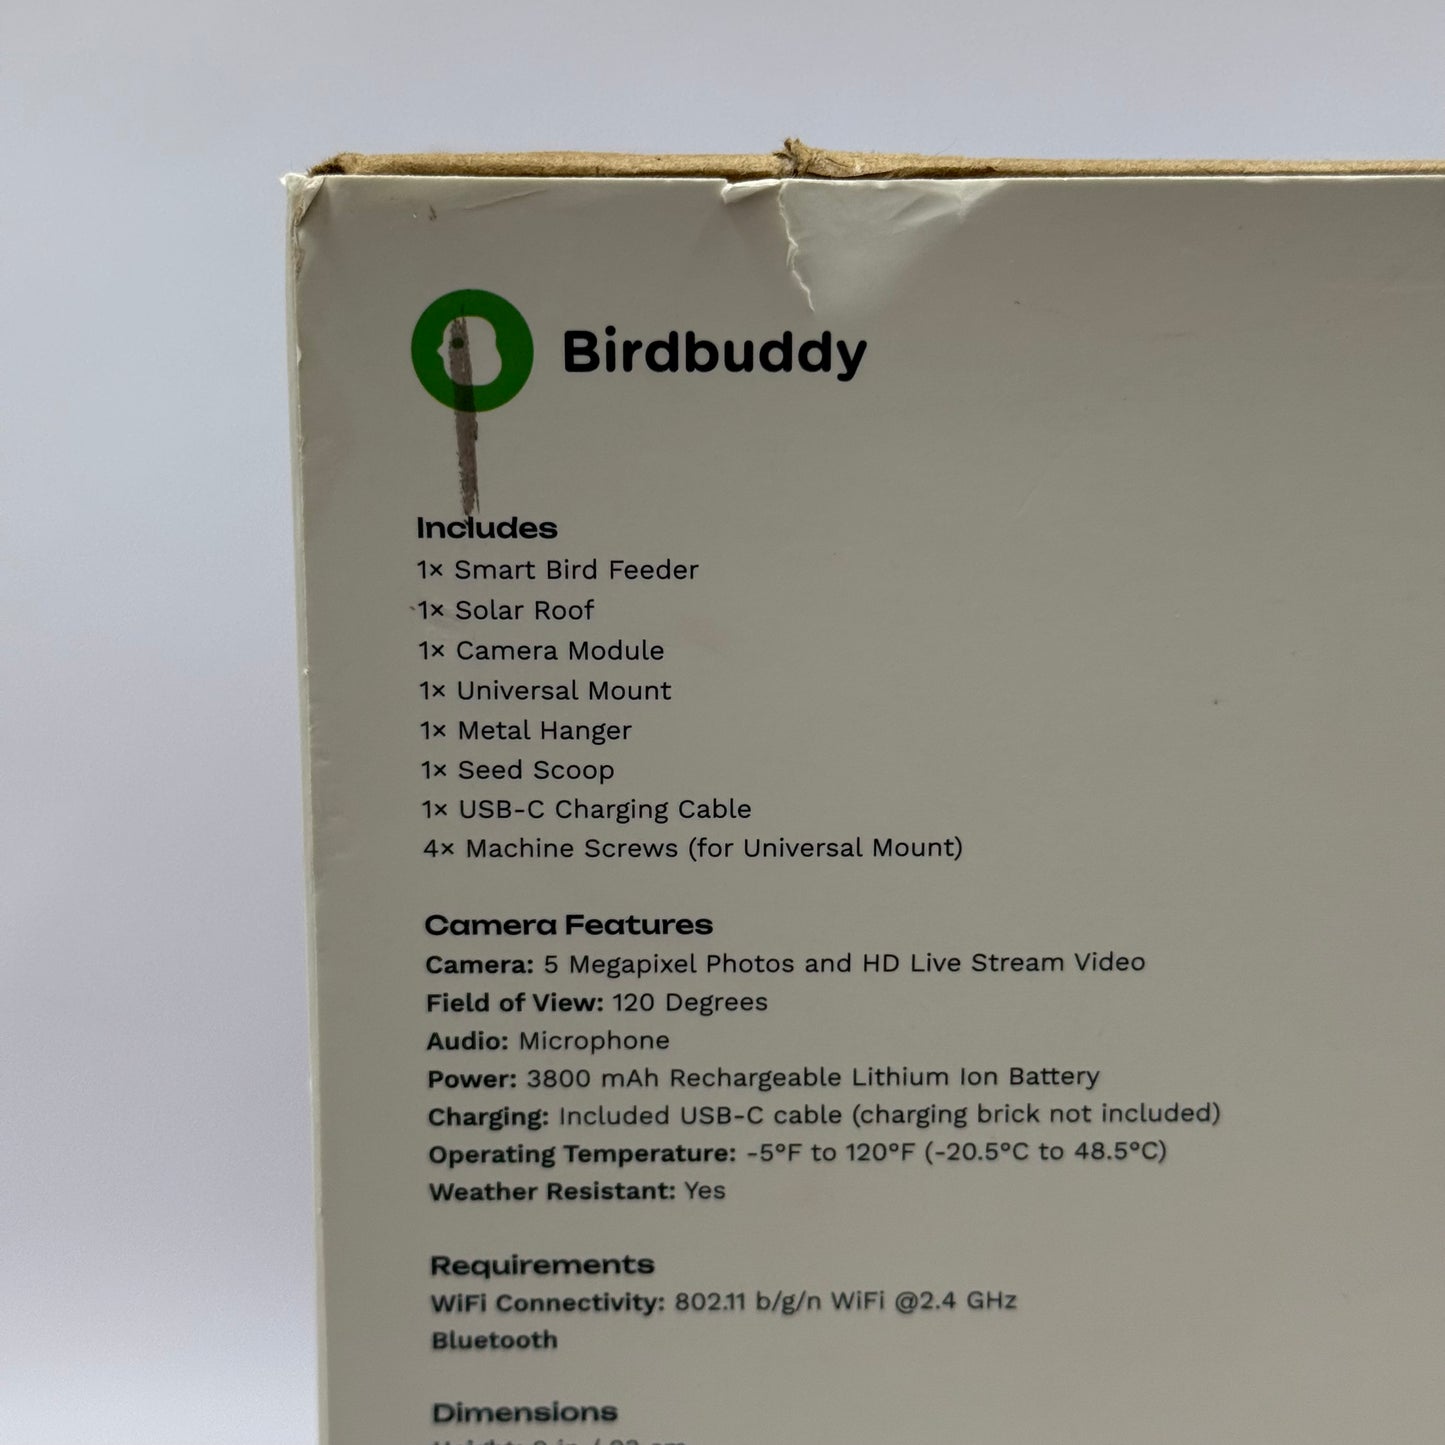 Birdbuddy
Includes
1× Smart Bird Feeder
1× Solar Roof
1× Camera Module
1× Universal Mount
1× Metal Hanger
1× Seed Scoop
1× USB-C Charging Cable
4× Machine Screws (for Universal Mount)
Camera Features
Camera: 5 Megapixel Photos and HD Live Stream Video
Field of View: 120 Degrees
Audio: Microphone
Power: 3800 mAh Rechargeable Lithium Ion Battery
Charging: Included USB-C cable (charging brick not included)
Operating Temperature: -5°F to 120°F (-20.5°C to 48.5°C)
Weather Resistant: Yes
Requirements
WiFi Connectivity: 802.11 b/g/n WiFi @2.4 GHz
Bluetooth
Dimensions